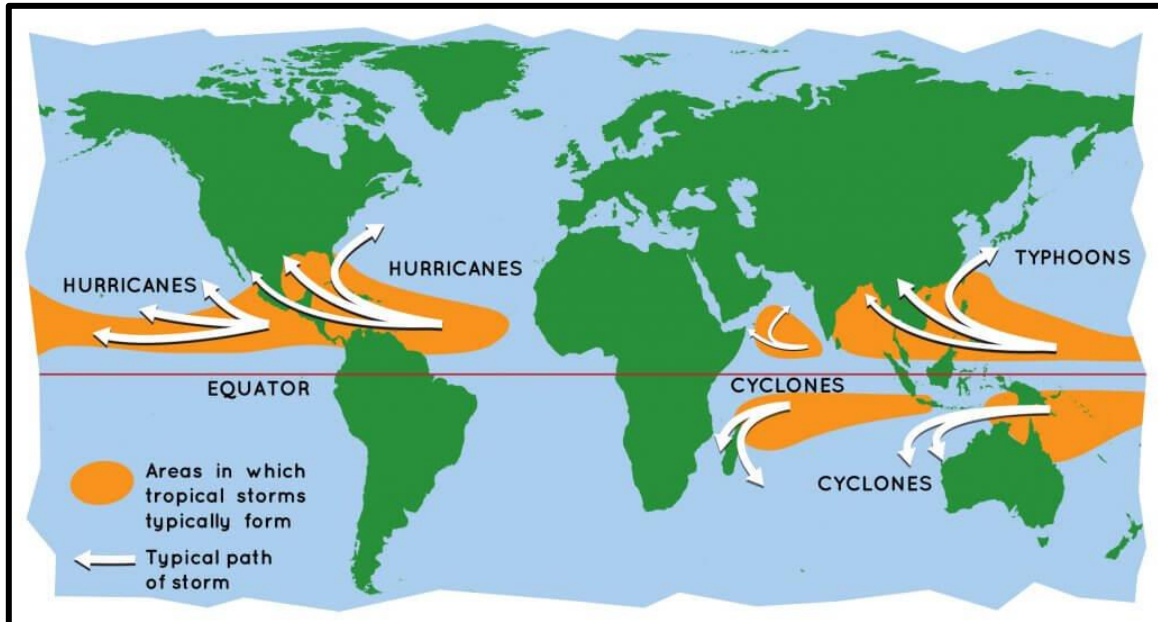 HURRICANES
HURRICANES
TYPHOONS
EQUATOR
CYCLONES
CYCLONES
Areas in which
tropical storms
typically form
Typical path
of storm